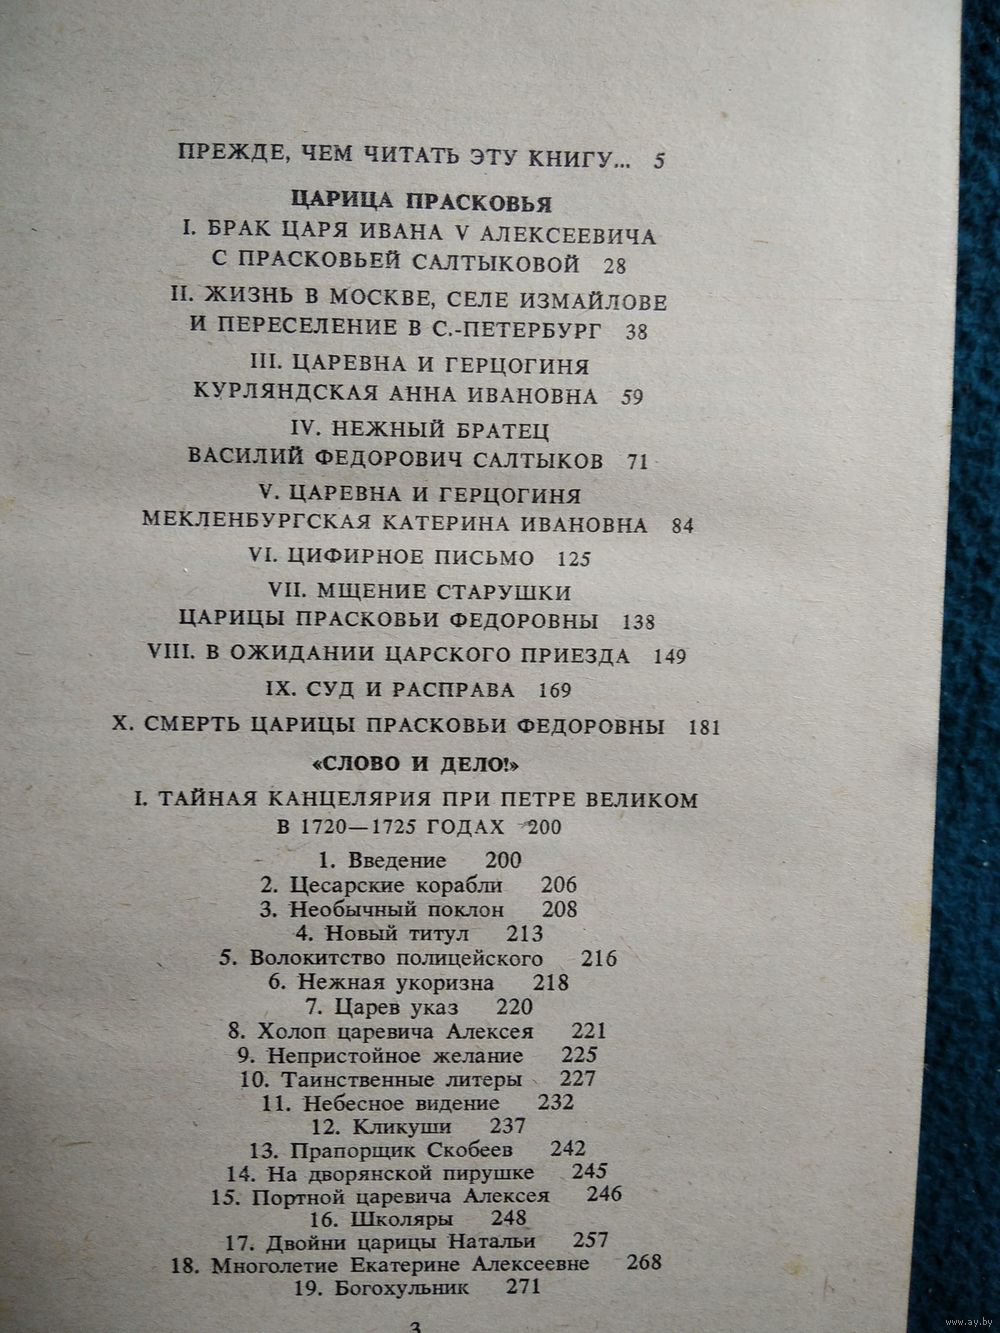 ПРЕЖДЕ, ЧЕМ ЧИТАТЬ ЭТУ КНИГУ... 5
ЦАРИЦА ПРАСКОВЬЯ
I. БРАК ЦАРЯ ИВАНА V АЛЕКСЕЕВИЧА
С ПРАСКОВЬЕЙ САЛТЫКОВОЙ 28
II. ЖИЗНЬ В МОСКВЕ, СЕЛЕ ИЗМАЙЛОВЕ
И ПЕРЕСЕЛЕНИЕ В С.-ПЕТЕРБУРГ 38
III. ЦАРЕВНА И ГЕРЦОГИНЯ
КУРЛЯНДСКАЯ АННА ИВАНОВНА 59
IV. НЕЖНЫЙ БРАТЕЦ
ВАСИЛИЙ ФЕДОРОВИЧ САЛТЫКОВ 71
V. ЦАРЕВНА И ГЕРЦОГИНЯ
МЕКЛЕНБУРГСКАЯ КАТЕРИНА ИВАНОВНА 84
VI. ЦИФИРНОЕ ПИСЬМО 125
VII. МЩЕНИЕ СТАРУШКИ
ЦАРИЦЫ ПРАСКОВЬИ ФЕДОРОВНЫ 138
VIII. В ОЖИДАНИИ ЦАРСКОГО ПРИЕЗДА 149
IX. СУД И РАСПРАВА 169
X. СМЕРТЬ ЦАРИЦЫ ПРАСКОВЬИ ФЕДОРОВНЫ 181
«СЛОВО И ДЕЛО!»
I. ТАЙНАЯ КАНЦЕЛЯРИЯ ПРИ ПЕТРЕ ВЕЛИКОМ
В 1720—1725 ГОДАХ 200
1. Введение 200
2. Цесарские корабли 206
3. Необычный поклон 208
4. Новый титул 213
5. Волокитство полицейского 216
6. Нежная укоризна 218
7. Царев указ 220
8. Холоп царевича Алексея 221
9. Непристойное желание 225
10. Таинственные литеры 227
11. Небесное видение 232
12. Кликуши 237
13. Прапорщик Скобеев 242
14. На дворянской пирушке 245
15. Портной царевича Алексея 246
16. Школяры 248
17. Двойни царицы Натальи 257
18. Многолетие Екатерине Алексеевне 268
19. Богохульник 271
3
www.ay.by